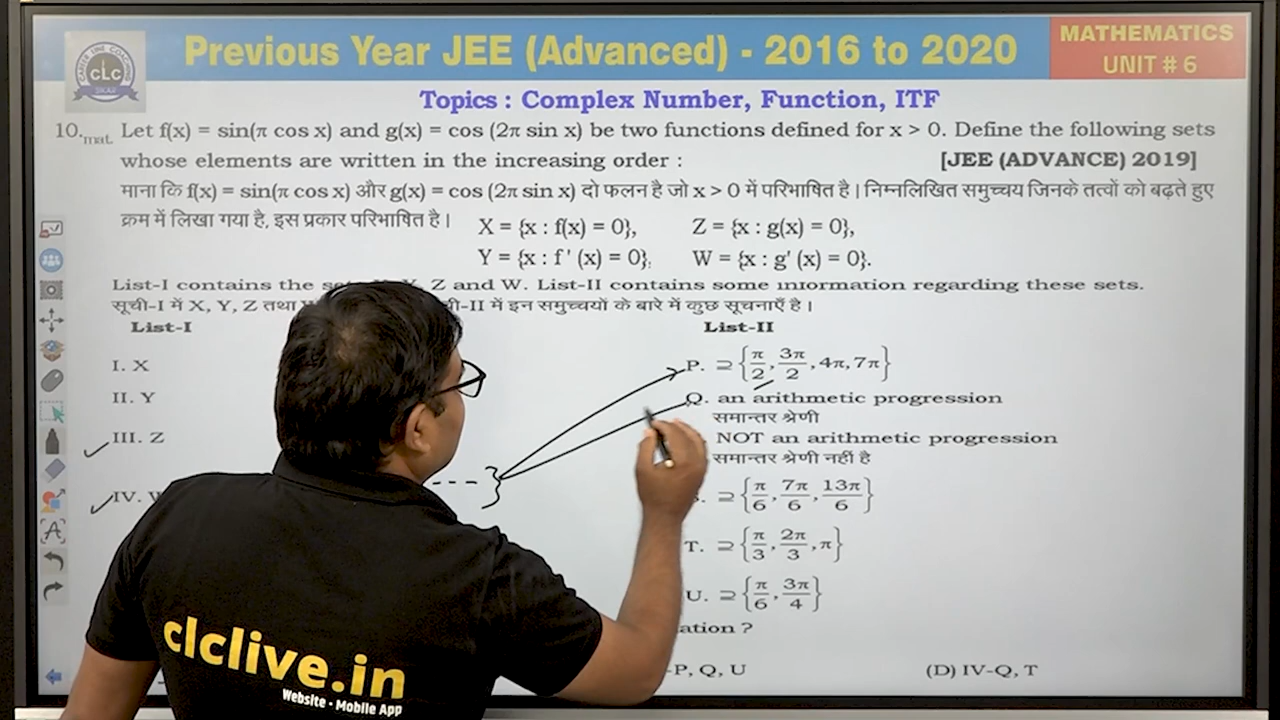 CLC
SIKAR
Previous Year JEE (Advanced) - 2016 to 2020
MATHEMATICS
UNIT # 6
Topics : Complex Number, Function, ITF
10.mat. Let f(x) = sin(π cos x) and g(x) = cos (2π sin x) be two functions defined for x > 0. Define the following sets
whose elements are written in the increasing order : [JEE (ADVANCE) 2019]
माना कि f(x) = sin(π cos x) और g(x) = cos (2π sin x) दो फलन है जो x > 0 में परिभाषित है। निम्नलिखित समुच्चय जिनके तत्वों को बढ़ते हुए
क्रम में लिखा गया है, इस प्रकार परिभाषित है।
X = {x : f(x) = 0}, Z = {x : g(x) = 0},
Y = {x : f ' (x) = 0}, W = {x : g' (x) = 0}.
List-I contains the Z and W. List-II contains some information regarding these sets.
सूची-I में X, Y, Z तथा -II में इन समुच्चयों के बारे में कुछ सूचनाएँ है।
List-I List-II
I. X P. ⊇ {π/2, 3π/2, 4π, 7π}
II. Y Q. an arithmetic progression
समान्तर श्रेणी
III. Z NOT an arithmetic progression
समान्तर श्रेणी नहीं है
IV. ⊇ {π/6, 7π/6, 13π/6}
T. ⊇ {π/3, 2π/3, π}
U. ⊇ {π/6, 3π/4}
?
P, Q, U (D) IV-Q, T
clclive.in
Website - Mobile App